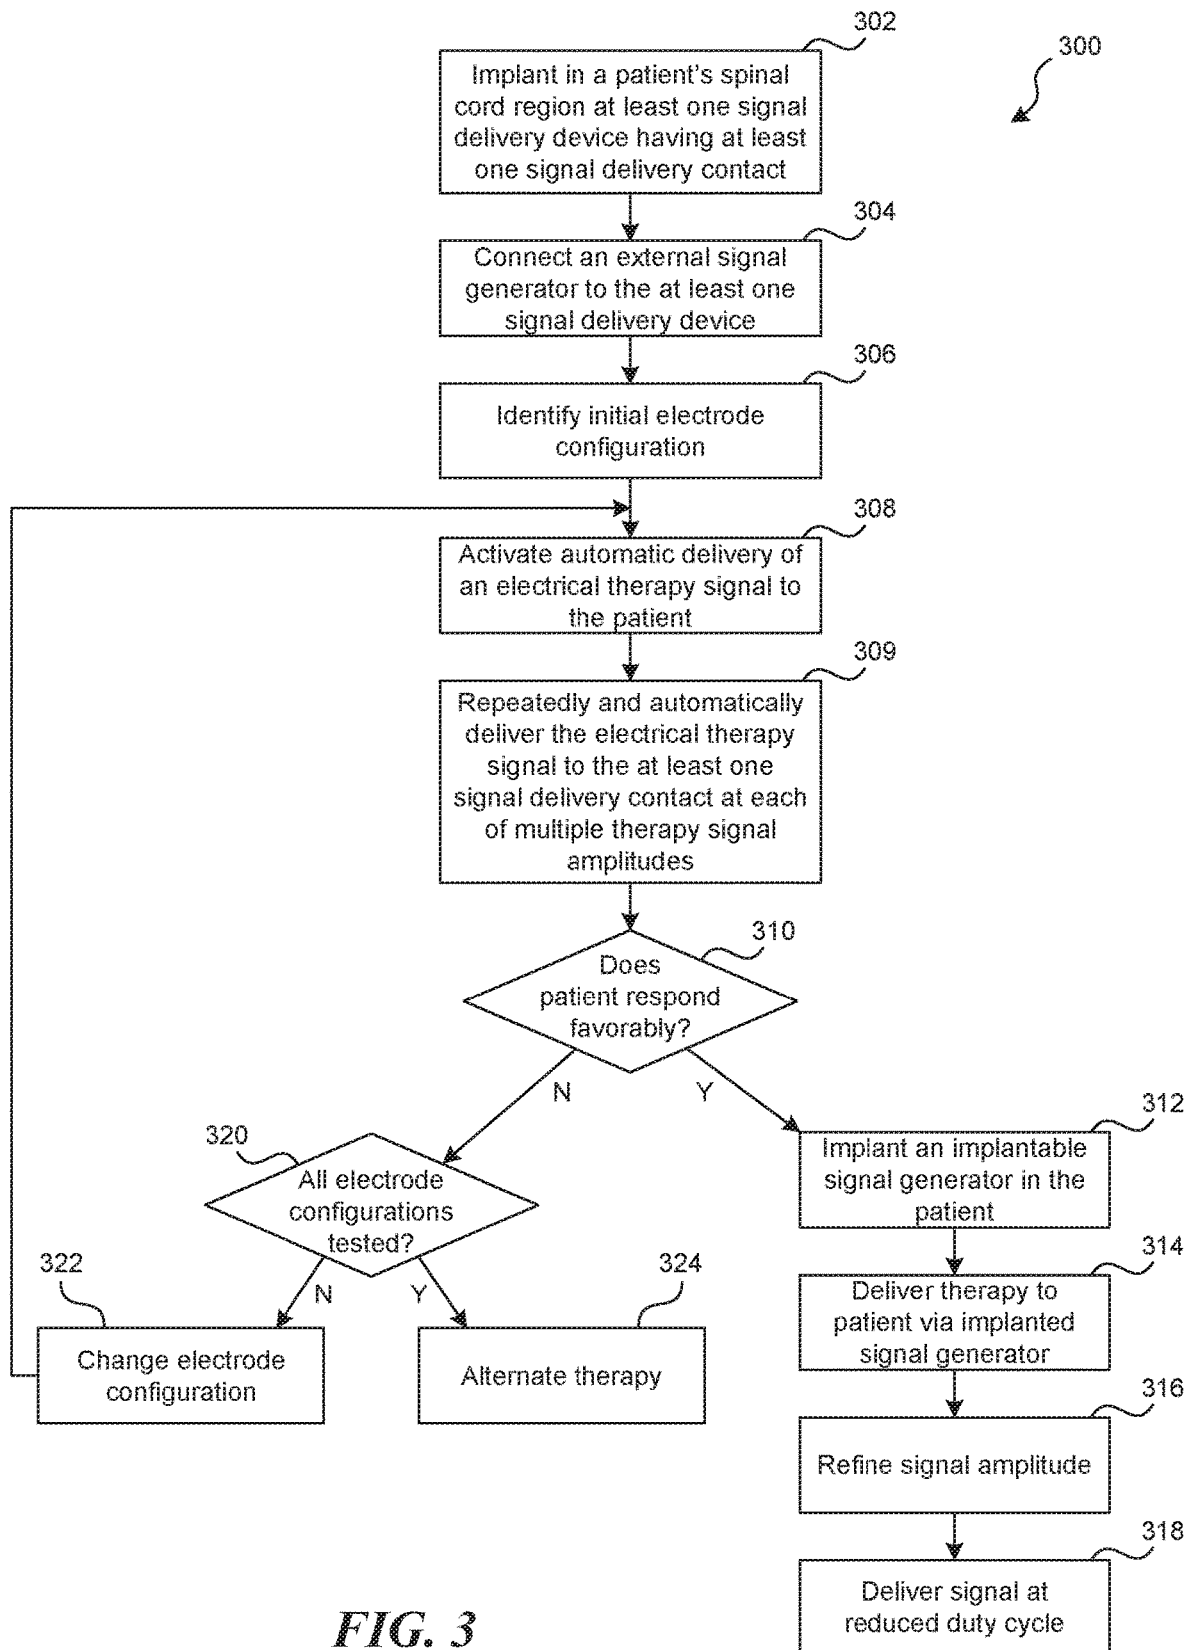 302
300
Implant in a patient's spinal
cord region at least one signal
delivery device having at least
one signal delivery contact
304
Connect an external signal
generator to the at least one
signal delivery device
306
Identify initial electrode
configuration
308
Activate automatic delivery of
an electrical therapy signal to
the patient
309
Repeatedly and automatically
deliver the electrical therapy
signal to the at least one
signal delivery contact at each
of multiple therapy signal
amplitudes
310
Does
patient respond
favorably?
N
Y
320
All electrode
configurations
tested?
312
Implant an implantable
signal generator in the
patient
322
N
Y
324
314
Change electrode
configuration
Alternate therapy
Deliver therapy to
patient via implanted
signal generator
316
Refine signal amplitude
318
Deliver signal at
reduced duty cycle
FIG. 3